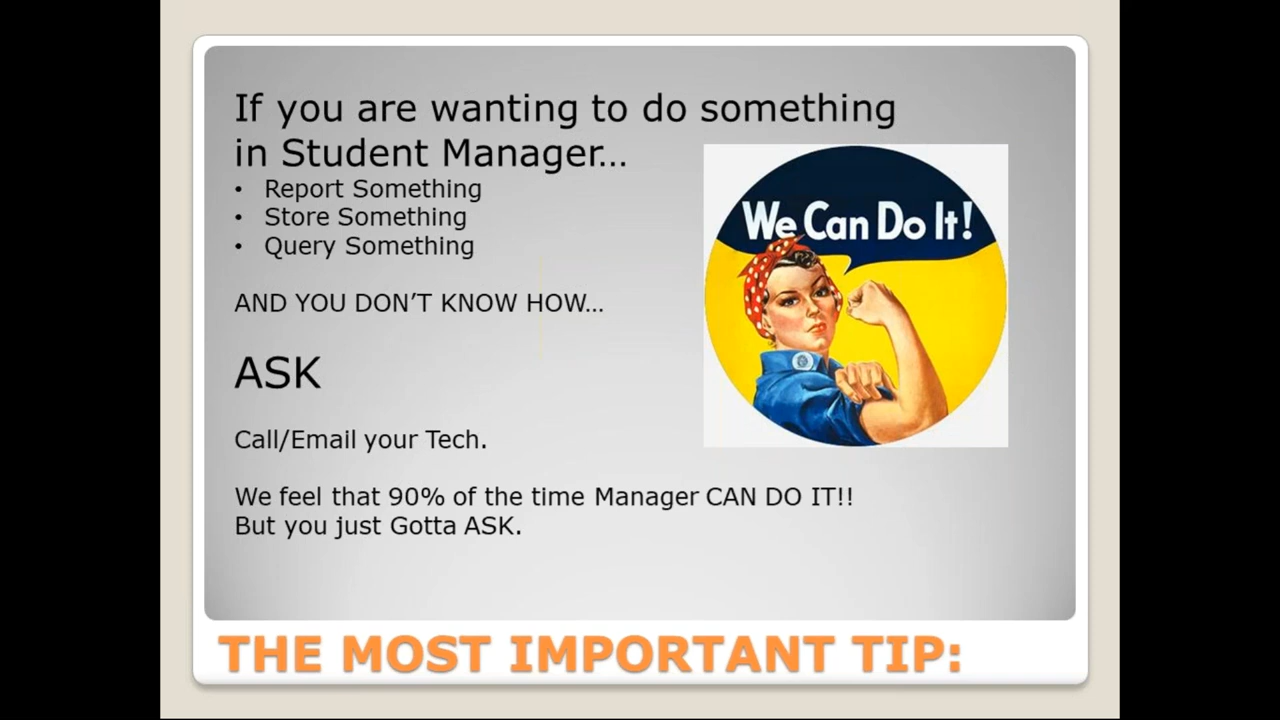 If you are wanting to do something
in Student Manager…
• Report Something
• Store Something
• Query Something
We Can Do It!
AND YOU DON’T KNOW HOW…
ASK
Call/Email your Tech.
We feel that 90% of the time Manager CAN DO IT!!
But you just Gotta ASK.
THE MOST IMPORTANT TIP: